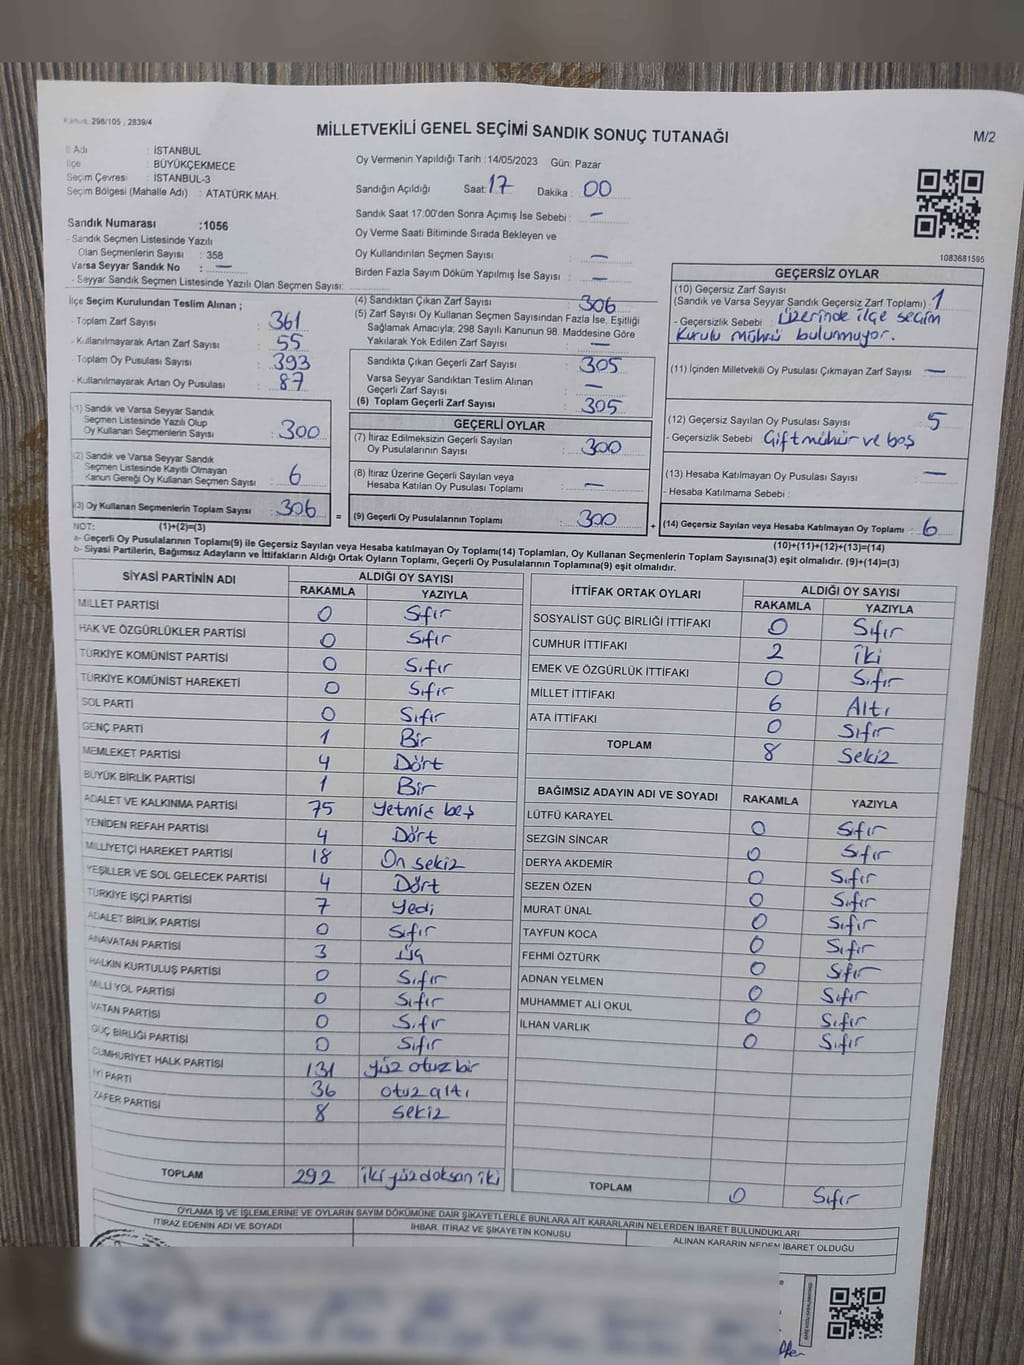 Kanun, 298/105 , 2839/4
MİLLETVEKİLİ GENEL SEÇİMİ SANDIK SONUÇ TUTANAĞI
M/2
İl Adı : İSTANBUL
İlçe : BÜYÜKÇEKMECE
Seçim Çevresi : İSTANBUL-3
Seçim Bölgesi (Mahalle Adı) : ATATÜRK MAH.
Oy Vermenin Yapıldığı Tarih :14/05/2023 Gün: Pazar
Sandığın Açıldığı Saat: 17 Dakika : 00
Sandık Saat 17:00'den Sonra Açımış İse Sebebi : –
Oy Verme Saati Bitiminde Sırada Bekleyen ve
Oy Kullandırılan Seçmen Sayısı : –
Birden Fazla Sayım Döküm Yapılmış İSe Sayısı : –
Sandık Numarası :1056
- Sandık Seçmen Listesinde Yazılı
Olan Seçmenlerin Sayısı : 358
Varsa Seyyar Sandık No : –
- Seyyar Sandık Seçmen Listesinde Yazılı Olan Seçmen Sayısı:
1083681595
İlçe Seçim Kurulundan Teslim Alınan ;
- Toplam Zarf Sayısı : 361
- Kullanılmayarak Artan Zarf Sayısı : 55
- Toplam Oy Pusulası Sayısı : 393
- Kullanılmayarak Artan Oy Pusulası : 87
(1) Sandık ve Varsa Seyyar Sandık
Seçmen Listesinde Yazılı Olup
Oy Kullanan Seçmenlerin Sayısı : 300
(2) Sandık ve Varsa Seyyar Sandık
Seçmen Listesinde Kayıtlı Olmayan
Kanun Gereği Oy Kullanan Seçmen Sayısı : 6
(3) Oy Kullanan Seçmenlerin Toplam Sayısı : 306
(4) Sandıktan Çıkan Zarf Sayısı : 306
(5) Zarf Sayısı Oy Kullanan Seçmen Sayısından Fazla İse, Eşitliği
Sağlamak Amacıyla; 298 Sayılı Kanunun 98. Maddesine Göre
Yakılarak Yok Edilen Zarf Sayısı : –
Sandıkta Çıkan Geçerli Zarf Sayısı : 305
Varsa Seyyar Sandıktan Teslim Alınan
Geçerli Zarf Sayısı : –
(6) Toplam Geçerli Zarf Sayısı : 305
GEÇERLİ OYLAR
(7) İtiraz Edilmeksizin Geçerli Sayılan
Oy Pusulalarının Sayısı : 300
(8) İtiraz Üzerine Geçerli Sayılan veya
Hesaba Katılan Oy Pusulası Toplamı : –
= (9) Geçerli Oy Pusulalarının Toplamı : 300 +
GEÇERSİZ OYLAR
(10) Geçersiz Zarf Sayısı
(Sandık ve Varsa Seyyar Sandık Geçersiz Zarf Toplamı) : 1
- Geçersizlik Sebebi : Üzerinde ilçe seçim
Kurulu mührü bulunmuyor.
(11) İçinden Milletvekili Oy Pusulası Çıkmayan Zarf Sayısı : –
(12) Geçersiz Sayılan Oy Pusulası Sayısı : 5
- Geçersizlik Sebebi : Çift mühür ve boş
(13) Hesaba Katılmayan Oy Pusulası Sayısı : –
- Hesaba Katılmama Sebebi :
(14) Geçersiz Sayılan veya Hesaba Katılmayan Oy Toplamı : 6
NOT: (1)+(2)=(3)
(10)+(11)+(12)+(13)=(14)
a- Geçerli Oy Pusulalarının Toplamı(9) ile Geçersiz Sayılan veya Hesaba katılmayan Oy Toplamı(14) Toplamları, Oy Kullanan Seçmenlerin Toplam Sayısına(3) eşit olmalıdır. (9)+(14)=(3)
b- Siyasi Partilerin, Bağımsız Adayların ve İttifakların Aldığı Ortak Oyların Toplamı, Geçerli Oy Pusulalarının Toplamına(9) eşit olmalıdır.
SİYASİ PARTİNİN ADI ALDIĞI OY SAYISI
RAKAMLA YAZIYLA
MİLLET PARTİSİ 0 Sıfır
HAK VE ÖZGÜRLÜKLER PARTİSİ 0 Sıfır
TÜRKİYE KOMÜNİST PARTİSİ 0 Sıfır
TÜRKİYE KOMÜNİST HAREKETİ 0 Sıfır
SOL PARTİ 0 Sıfır
GENÇ PARTİ 1 Bir
MEMLEKET PARTİSİ 4 Dört
BÜYÜK BİRLİK PARTİSİ 1 Bir
ADALET VE KALKINMA PARTİSİ 75 Yetmiş beş
YENİDEN REFAH PARTİSİ 4 Dört
MİLLİYETÇİ HAREKET PARTİSİ 18 On sekiz
YEŞİLLER VE SOL GELECEK PARTİSİ 4 Dört
TÜRKİYE İŞÇİ PARTİSİ 7 Yedi
ADALET BİRLİK PARTİSİ 0 Sıfır
ANAVATAN PARTİSİ 3 Üç
HALKIN KURTULUŞ PARTİSİ 0 Sıfır
MİLLİ YOL PARTİSİ 0 Sıfır
VATAN PARTİSİ 0 Sıfır
GÜÇ BİRLİĞİ PARTİSİ 0 Sıfır
CUMHURİYET HALK PARTİSİ 131 yüz otuz bir
İYİ PARTİ 36 otuz altı
ZAFER PARTİSİ 8 sekiz
TOPLAM 292 iki yüz doksan iki
İTTİFAK ORTAK OYLARI ALDIĞI OY SAYISI
RAKAMLA YAZIYLA
SOSYALİST GÜÇ BİRLİĞİ İTTİFAKI 0 Sıfır
CUMHUR İTTİFAKI 2 İki
EMEK VE ÖZGÜRLÜK İTTİFAKI 0 Sıfır
MİLLET İTTİFAKI 6 Altı
ATA İTTİFAKI 0 Sıfır
TOPLAM 8 Sekiz
BAĞIMSIZ ADAYIN ADI VE SOYADI RAKAMLA YAZIYLA
LÜTFÜ KARAYEL 0 Sıfır
SEZGİN SİNCAR 0 Sıfır
DERYA AKDEMİR 0 Sıfır
SEZEN ÖZEN 0 Sıfır
MURAT ÜNAL 0 Sıfır
TAYFUN KOCA 0 Sıfır
FEHMİ ÖZTÜRK 0 Sıfır
ADNAN YELMEN 0 Sıfır
MUHAMMET ALİ OKUL 0 Sıfır
İLHAN VARLIK 0 Sıfır
TOPLAM 0 Sıfır
OYLAMA İŞ VE İŞLEMLERİNE VE OYLARIN SAYIM DÖKÜMÜNE DAİR ŞİKAYETLERLE BUNLARA AİT KARARLARIN NELERDEN İBARET BULUNDUKLARI
İTİRAZ EDENİN ADI VE SOYADI İHBAR, İTİRAZ VE ŞİKAYETİN KONUSU ALINAN KARARIN NEDEN İBARET OLDUĞU